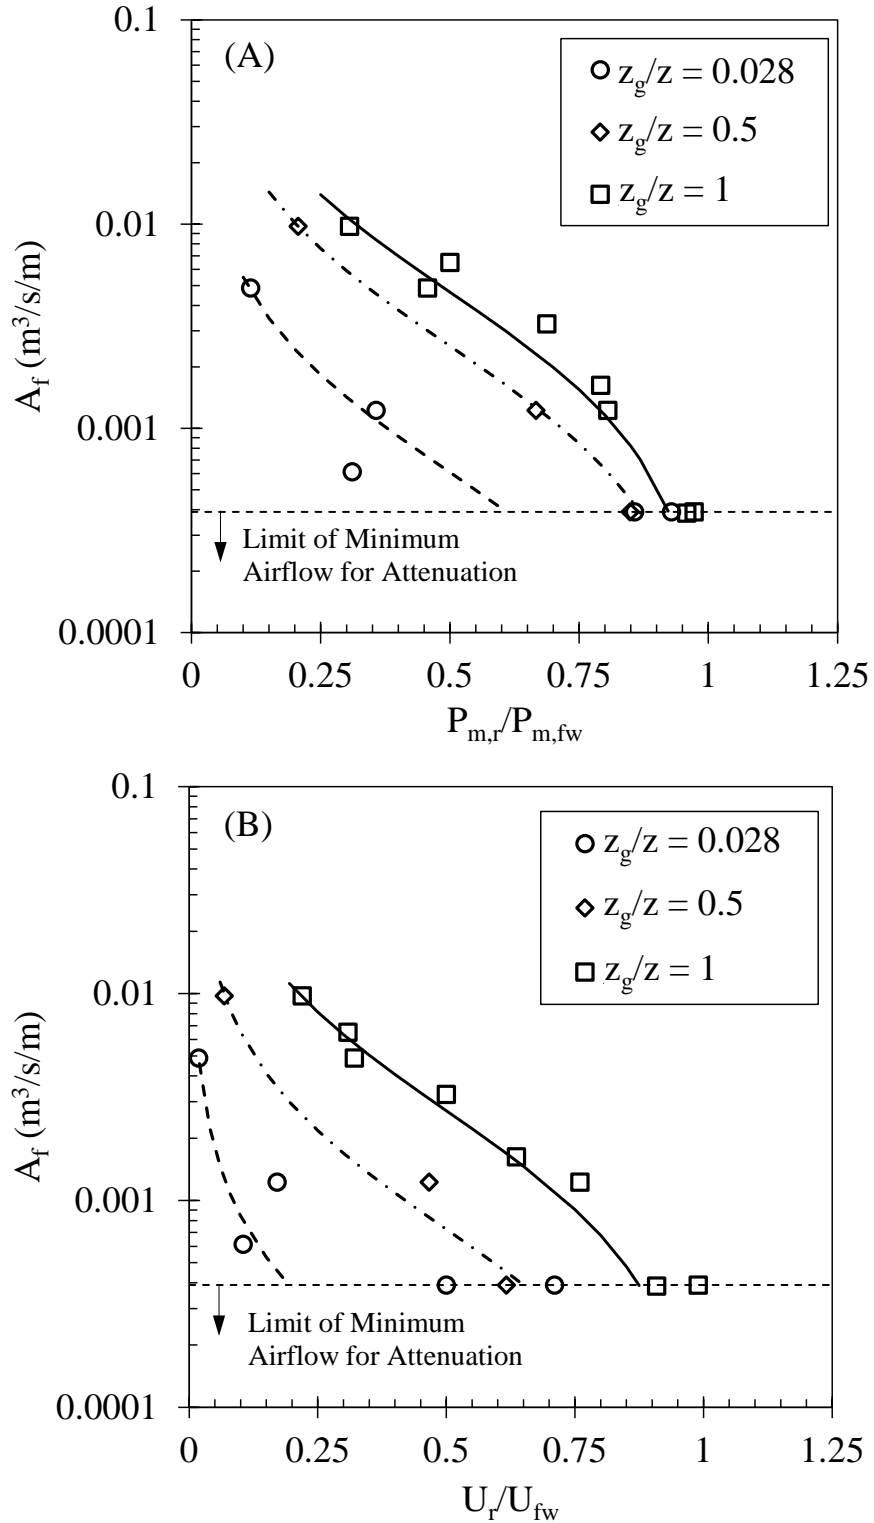 (A)
z_g/z = 0.028
z_g/z = 0.5
z_g/z = 1
0.1
0.01
0.001
0.0001
A_f (m³/s/m)
Limit of Minimum
Airflow for Attenuation
0 0.25 0.5 0.75 1 1.25
P_m,r/P_m,fw
(B)
z_g/z = 0.028
z_g/z = 0.5
z_g/z = 1
0.1
0.01
0.001
0.0001
A_f (m³/s/m)
Limit of Minimum
Airflow for Attenuation
0 0.25 0.5 0.75 1 1.25
U_r/U_fw